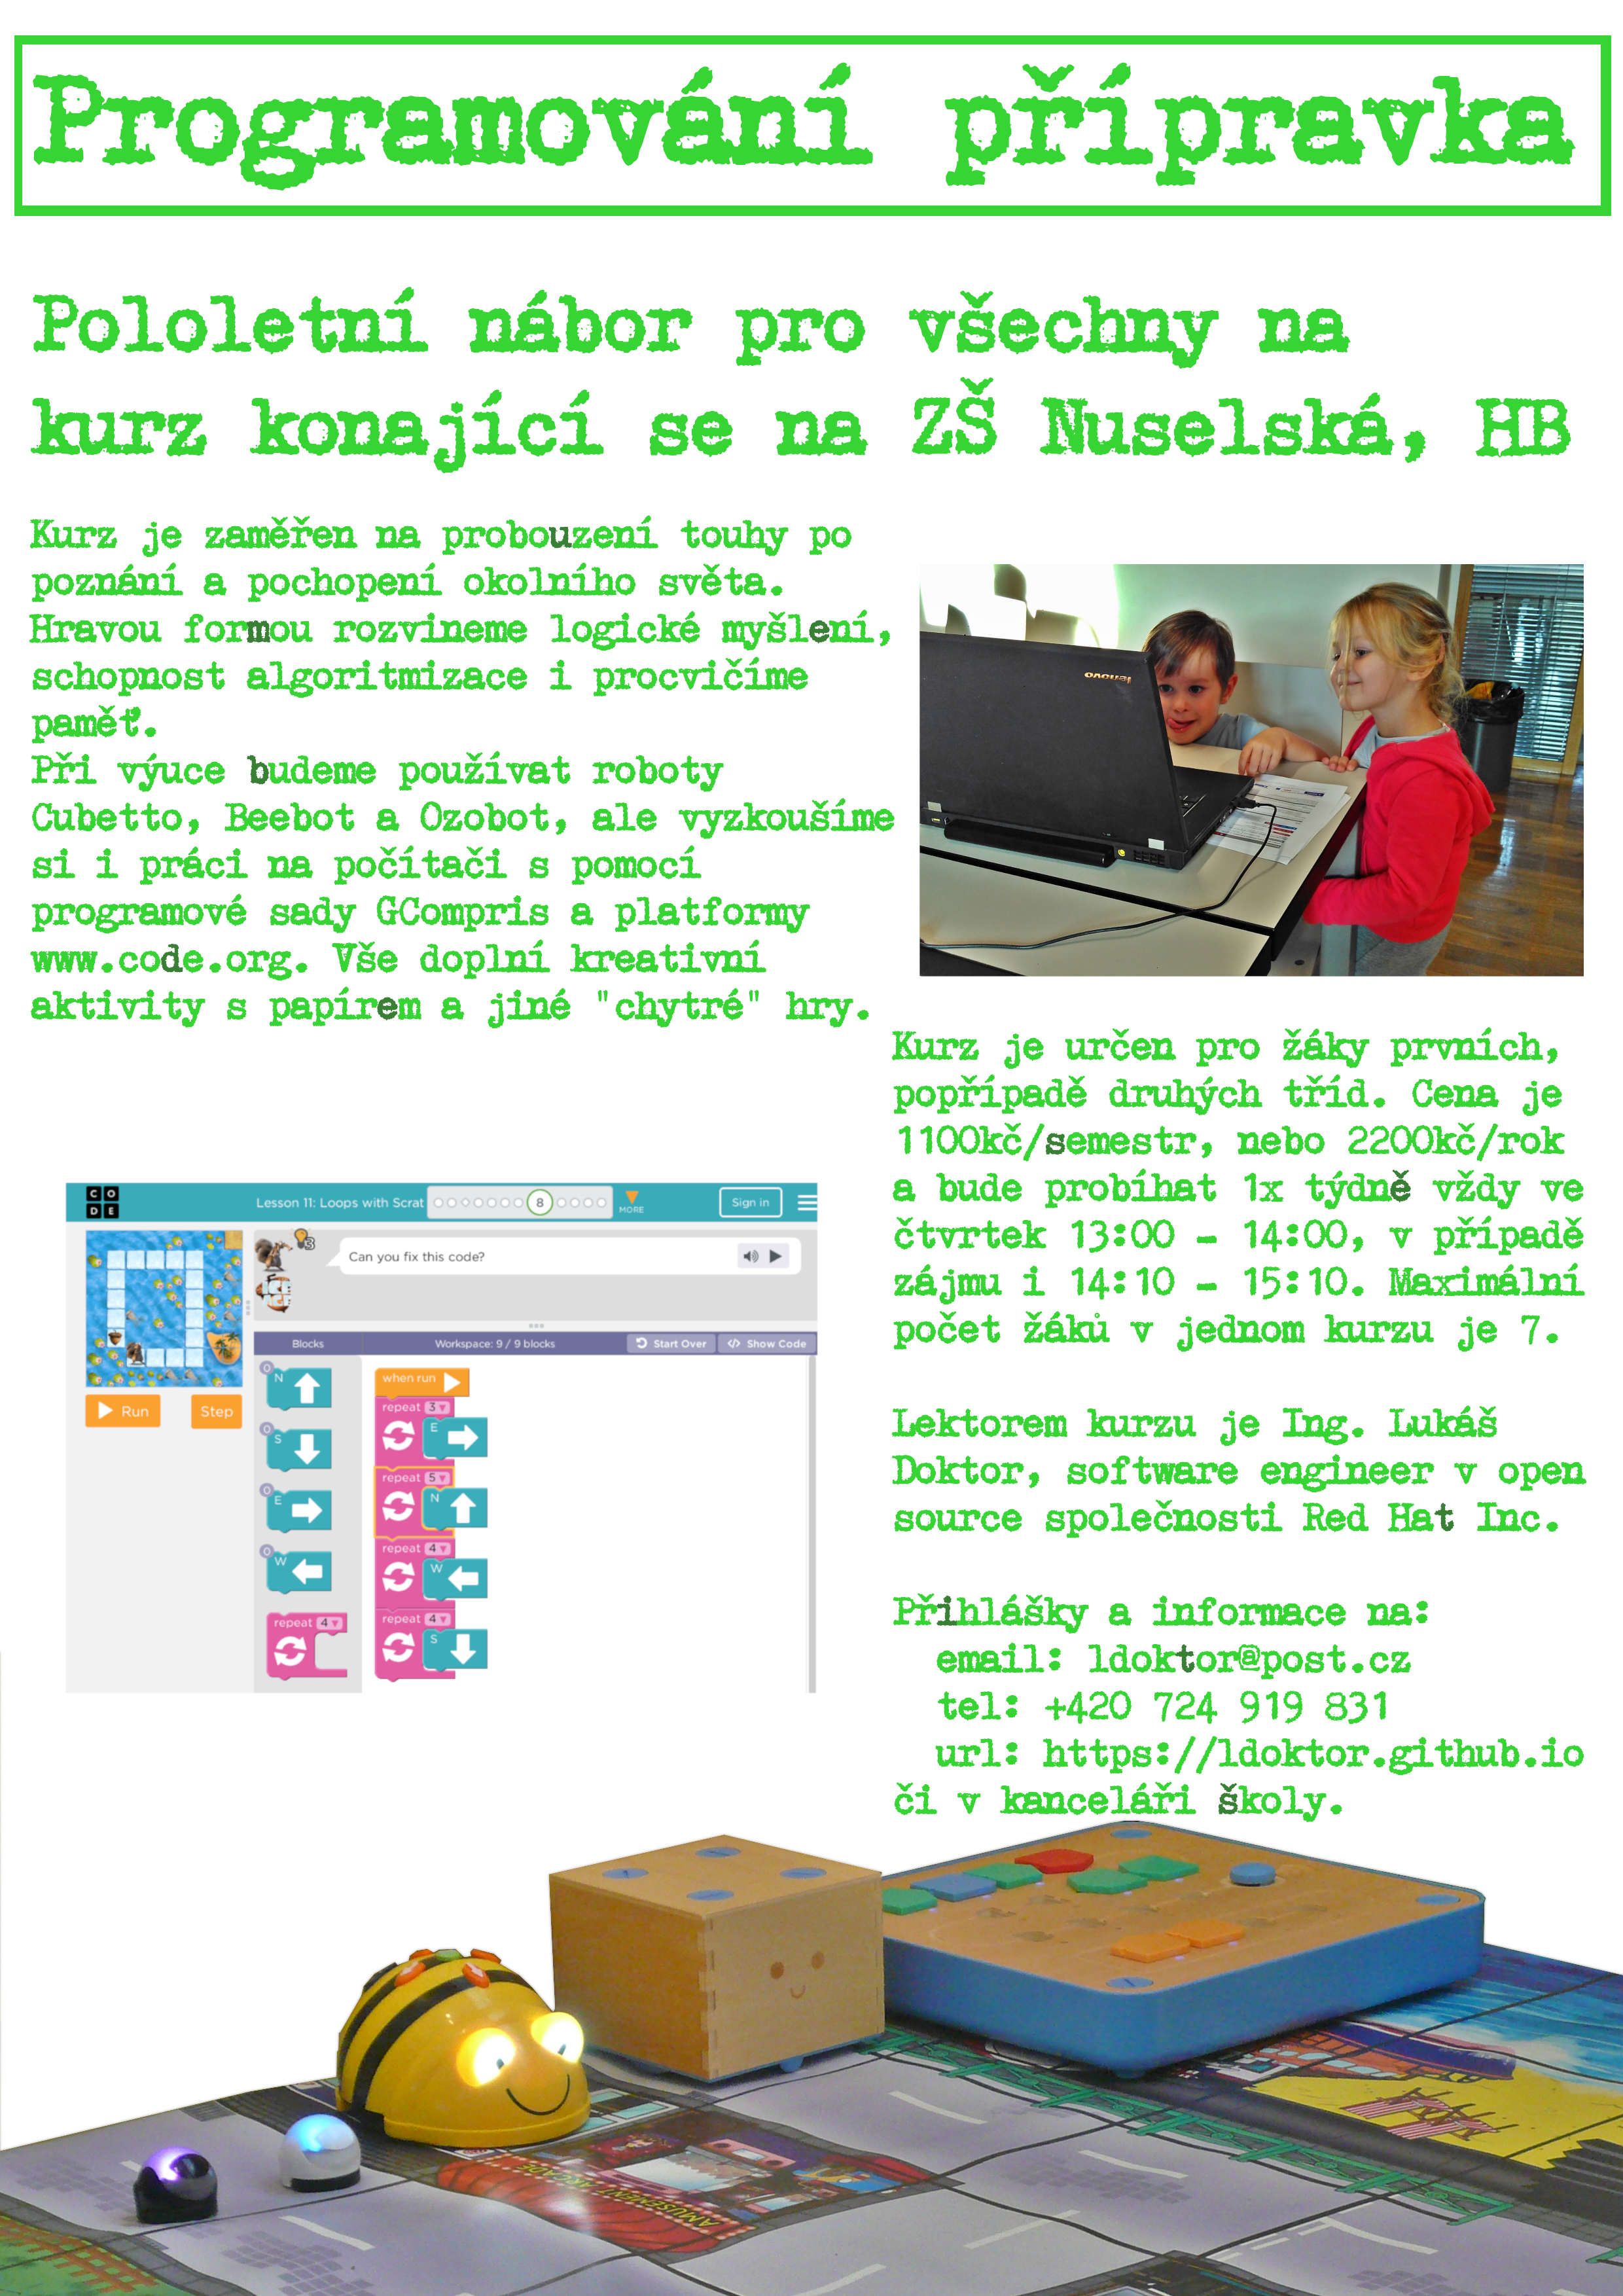 Programování přípravka
Pololetní nábor pro všechny na
kurz konající se na ZŠ Nuselská, HB
Kurz je zaměřen na probouzení touhy po
poznání a pochopení okolního světa.
Hravou formou rozvineme logické myšlení,
schopnost algoritmizace i procvičíme
paměť.
Při výuce budeme používat roboty
Cubetto, Beebot a Ozobot, ale vyzkoušíme
si i práci na počítači s pomocí
programové sady GCompris a platformy
www.code.org. Vše doplní kreativní
aktivity s papírem a jiné "chytré" hry.
lenovo
Kurz je určen pro žáky prvních,
popřípadě druhých tříd. Cena je
1100kč/semestr, nebo 2200kč/rok
a bude probíhat 1x týdně vždy ve
čtvrtek 13:00 - 14:00, v případě
zájmu i 14:10 - 15:10. Maximální
počet žáků v jednom kurzu je 7.
Lektorem kurzu je Ing. Lukáš
Doktor, software engineer v open
source společnosti Red Hat Inc.
Přihlášky a informace na:
email: ldoktor@post.cz
tel: +420 724 919 831
url: https://ldoktor.github.io
či v kanceláři školy.
CODE
Lesson 11: Loops with Scrat
8
MORE
Sign in
3
Can you fix this code?
Blocks
Workspace: 9 / 9 blocks
Start Over
Show Code
Run
Step
0 N
0 S
0 E
0 W
repeat 4
when run
repeat 3
E
repeat 5
N
repeat 4
W
repeat 4
S
AMUSEMENT ARCADE